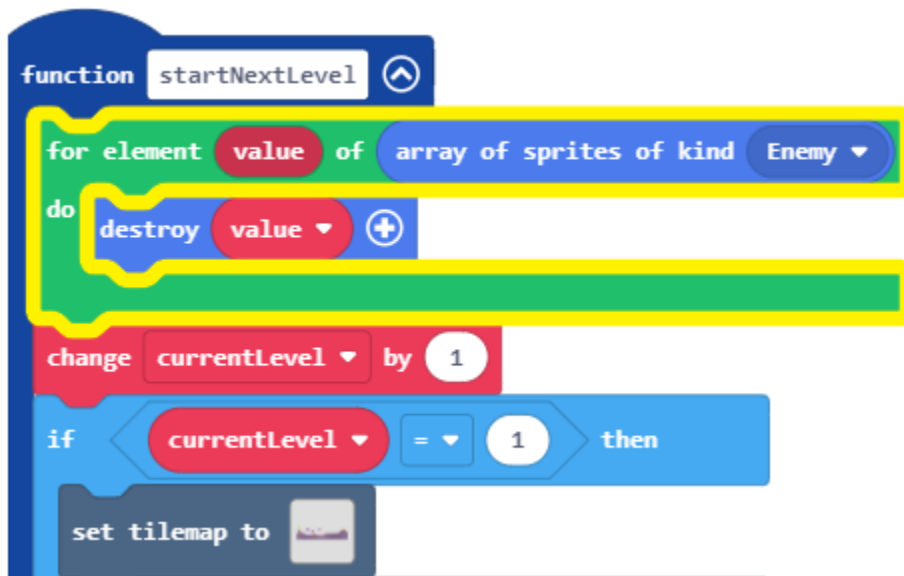 function startNextLevel
for element value of array of sprites of kind Enemy
do
destroy value
change currentLevel by 1
if currentLevel = 1 then
set tilemap to